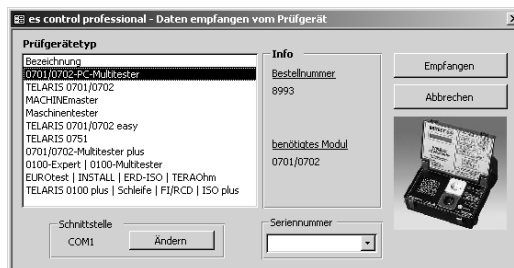 es control professional - Daten empfangen vom Prüfgerät
Prüfgerätetyp
Bezeichnung
0701/0702-PC-Multitester
TELARIS 0701/0702
MACHINEmaster
Maschinentester
TELARIS 0701/0702 easy
TELARIS 0751
0701/0702-Multitester plus
0100-Expert | 0100-Multitester
EUROtest | INSTALL | ERD-ISO | TERAOhm
TELARIS 0100 plus | Schleife | FI/RCD | ISO plus
Info
Bestellnummer
8993
benötigtes Modul
0701/0702
Empfangen
Abbrechen
Schnittstelle
COM1
Ändern
Seriennummer